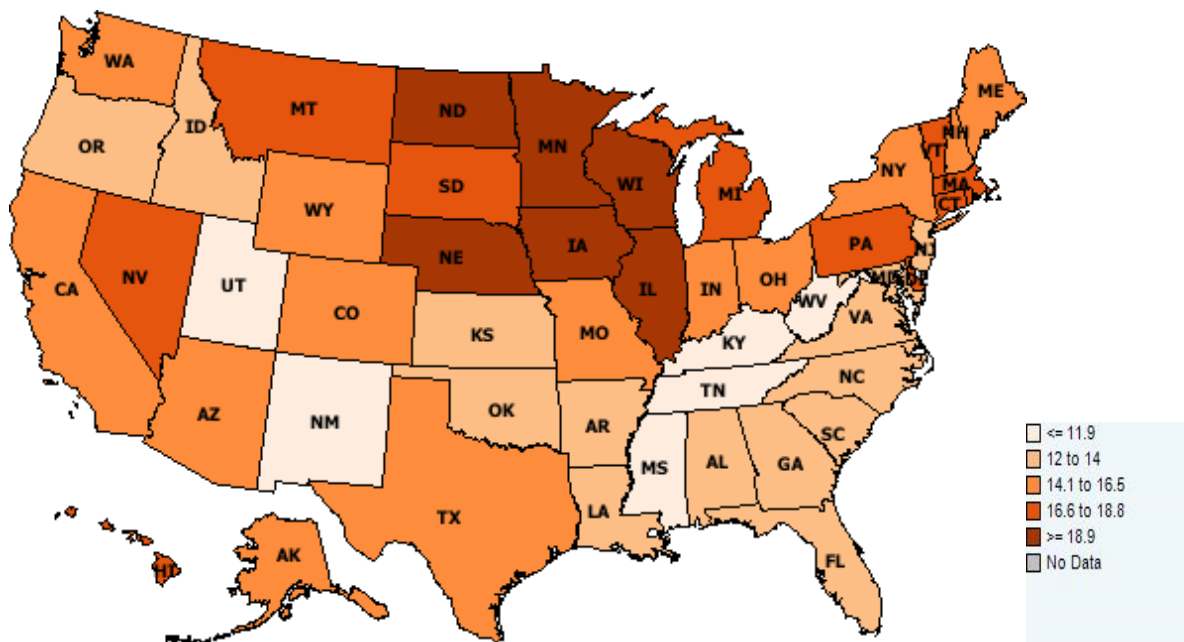 WA
MT
ND
MN
ME
OR
ID
SD
WI
MI
NY
VT
NH
MA
CT
WY
NE
IA
PA
NJ
NV
UT
CO
IL
IN
OH
MD
DE
CA
KS
MO
KY
WV
VA
AZ
NM
OK
AR
TN
NC
TX
LA
MS
AL
GA
SC
FL
HI
AK
<= 11.9
12 to 14
14.1 to 16.5
16.6 to 18.8
>= 18.9
No Data